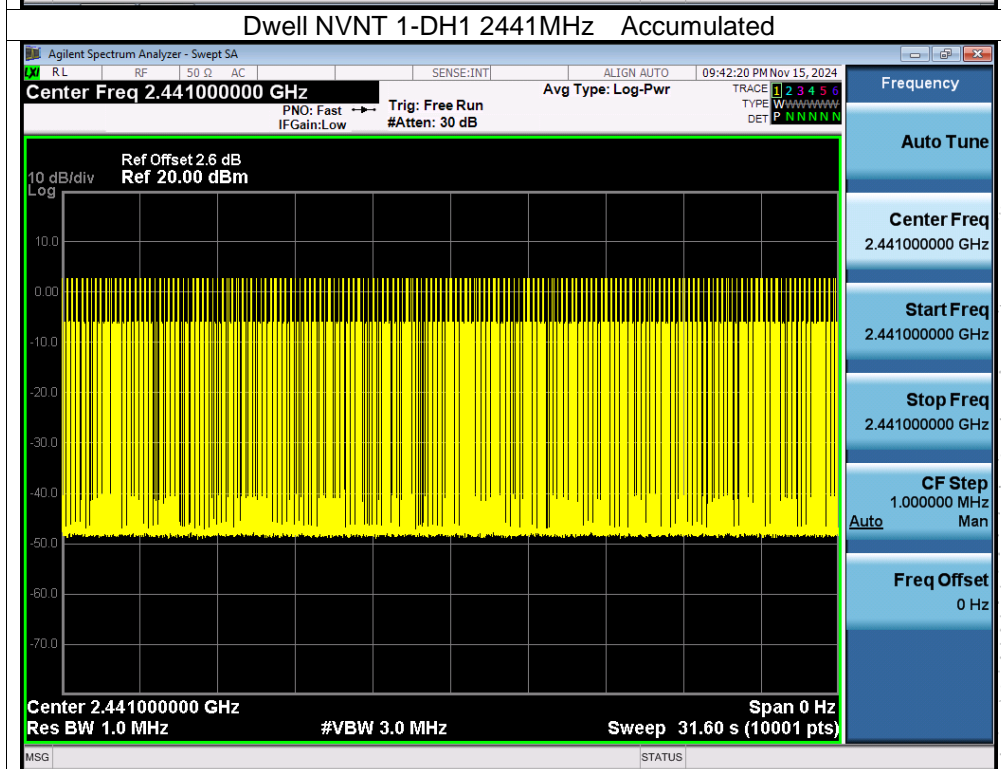 Dwell NVNT 1-DH1 2441MHz Accumulated
Agilent Spectrum Analyzer - Swept SA
LXI RL RF 50 Ω AC SENSE:INT ALIGN AUTO 09:42:20 PM Nov 15, 2024
Center Freq 2.441000000 GHz
Avg Type: Log-Pwr
TRACE 1 2 3 4 5 6
TYPE WWWWWW
DET P NNNNN
PNO: Fast
IFGain:Low
Trig: Free Run
#Atten: 30 dB
Frequency
Auto Tune
Center Freq
2.441000000 GHz
Start Freq
2.441000000 GHz
Stop Freq
2.441000000 GHz
CF Step
1.000000 MHz
Auto Man
Freq Offset
0 Hz
Ref Offset 2.6 dB
10 dB/div Ref 20.00 dBm
Log
10.0
0.00
-10.0
-20.0
-30.0
-40.0
-50.0
-60.0
-70.0
Center 2.441000000 GHz Span 0 Hz
Res BW 1.0 MHz #VBW 3.0 MHz Sweep 31.60 s (10001 pts)
MSG STATUS